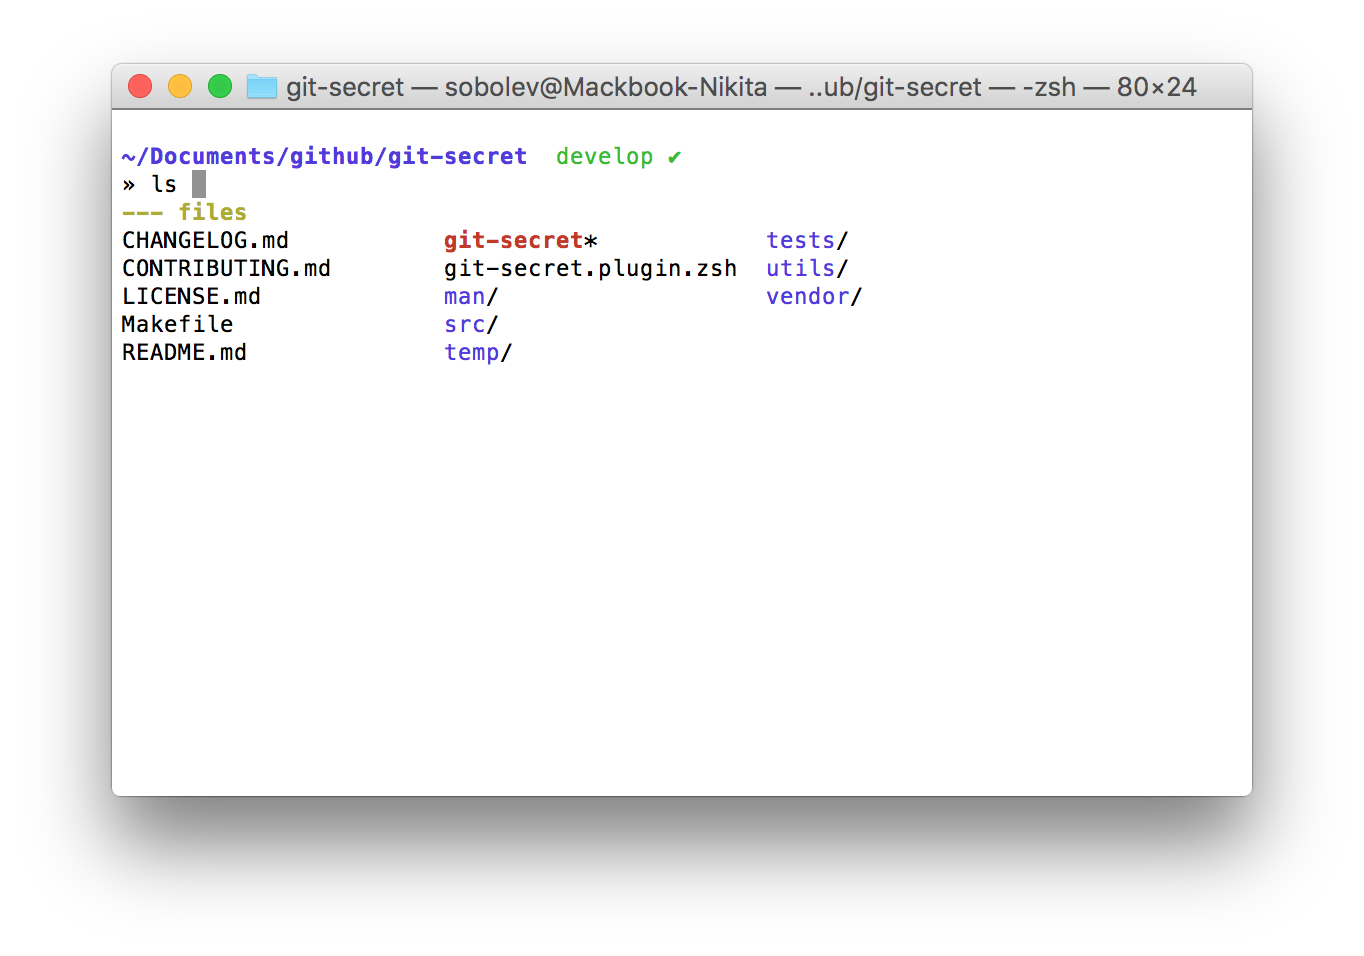 git-secret — sobolev@Mackbook-Nikita — ..ub/git-secret — -zsh — 80×24
~/Documents/github/git-secret  develop ✔
» ls
--- files
CHANGELOG.md git-secret* tests/
CONTRIBUTING.md git-secret.plugin.zsh utils/
LICENSE.md man/ vendor/
Makefile src/
README.md temp/